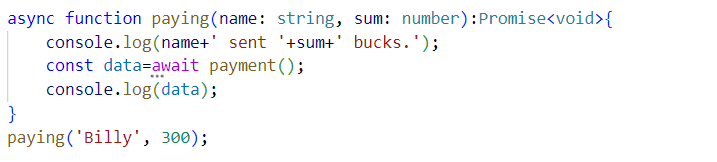 async function paying(name: string, sum: number):Promise<void>{
    console.log(name+' sent '+sum+' bucks.');
    const data=await payment();
    console.log(data);
}
paying('Billy', 300);